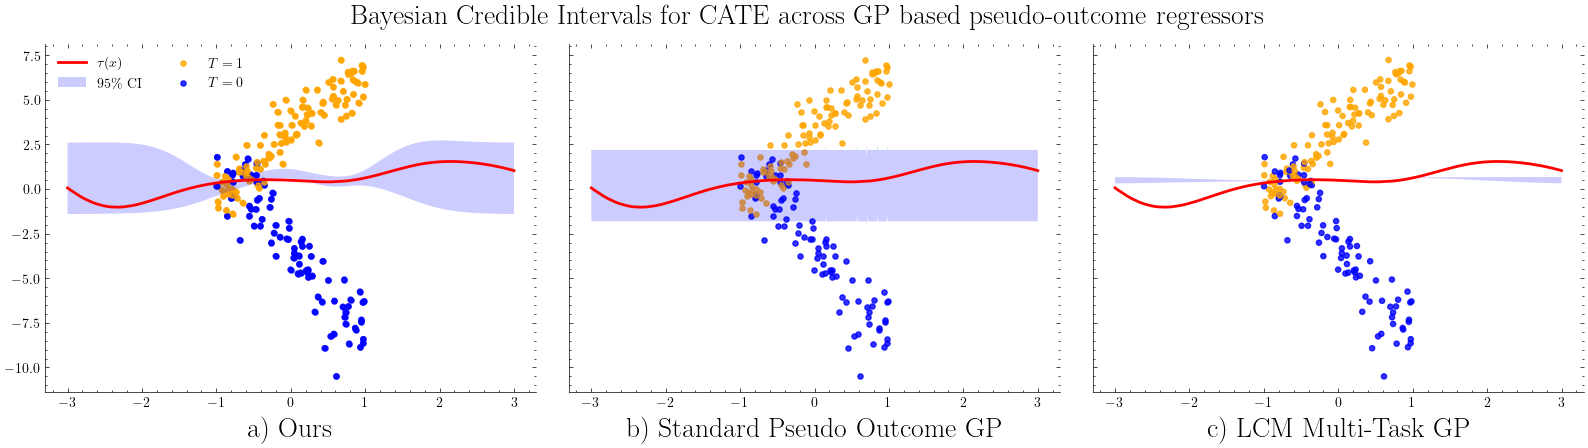 Bayesian Credible Intervals for CATE across GP based pseudo-outcome regressors
7.5
5.0
2.5
0.0
−2.5
−5.0
−7.5
−10.0
τ(x)
95% CI
T = 1
T = 0
−3 −2 −1 0 1 2 3
−3 −2 −1 0 1 2 3
−3 −2 −1 0 1 2 3
a) Ours
b) Standard Pseudo Outcome GP
c) LCM Multi-Task GP